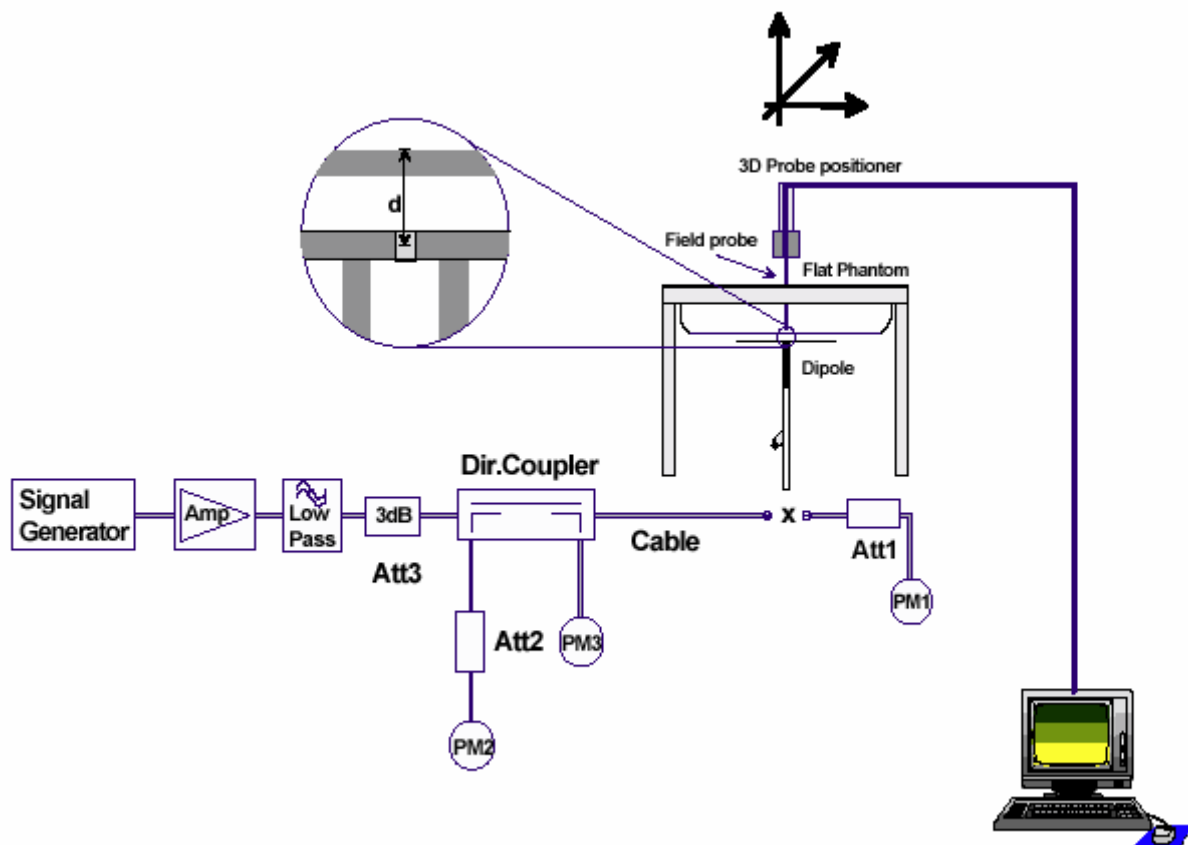 3D Probe positioner
d
Field probe
Flat Phantom
Dipole
Dir.Coupler
Signal
Generator
Amp
Low
Pass
3dB
Att3
Cable
x
Att1
PM1
Att2
PM3
PM2